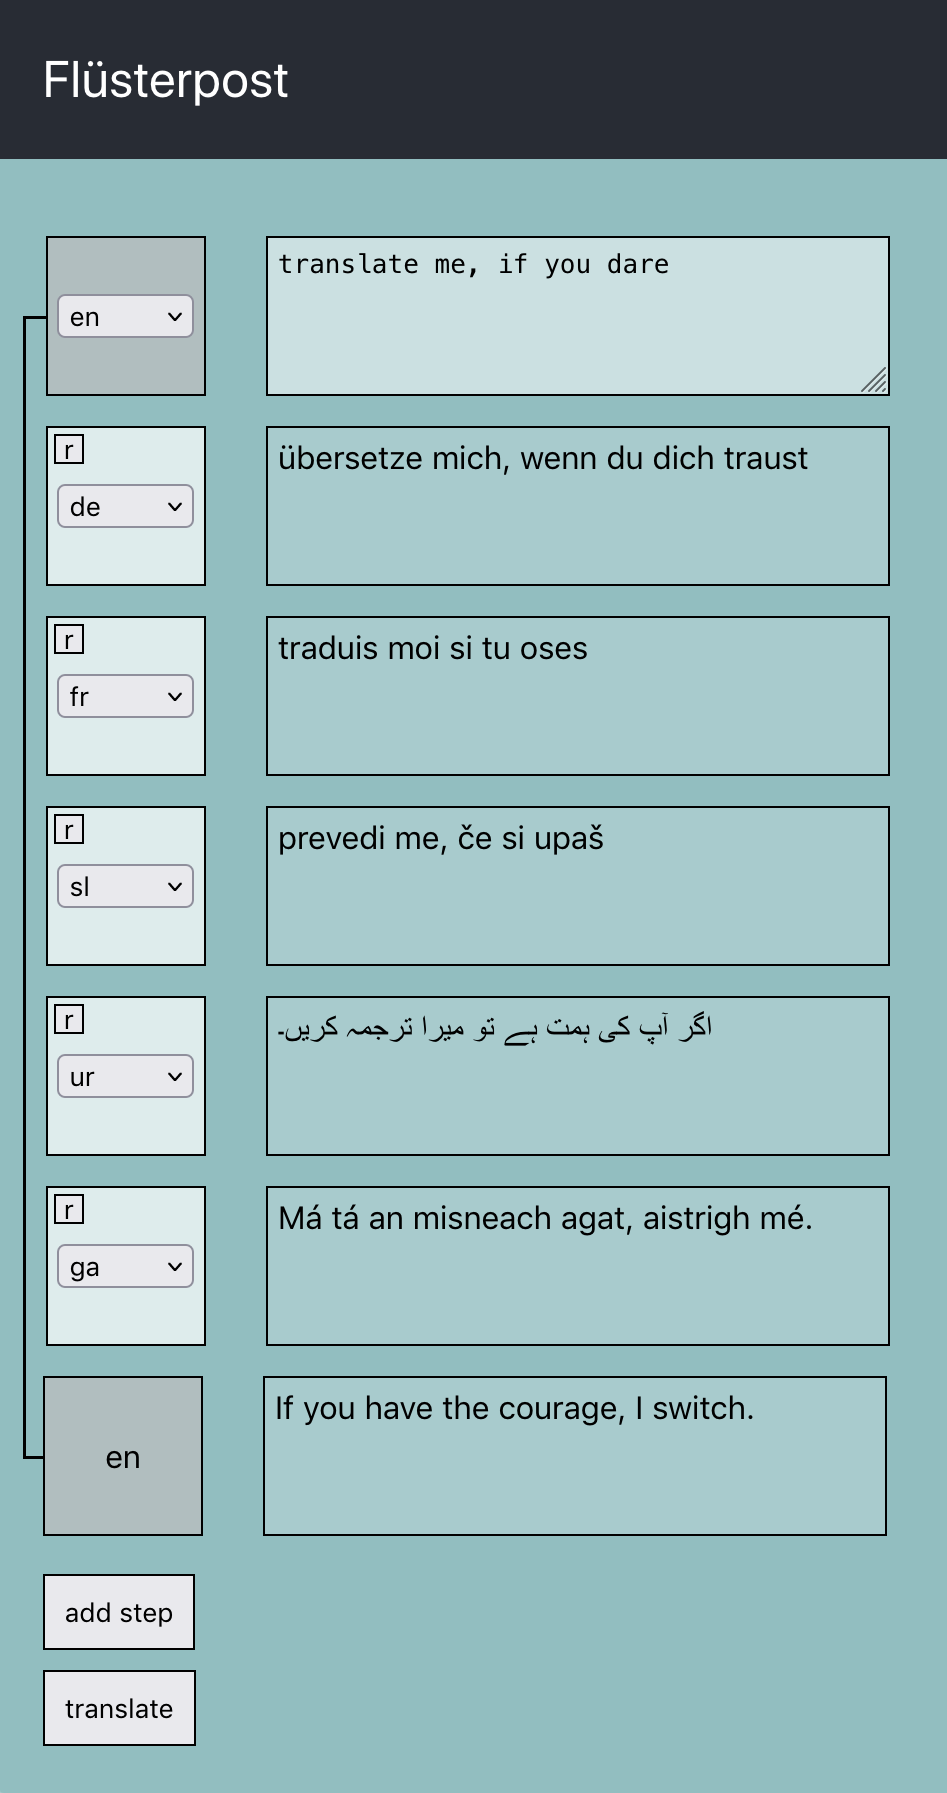 Flüsterpost
en
translate me, if you dare
r
de
übersetze mich, wenn du dich traust
r
fr
traduis moi si tu oses
r
sl
prevedi me, če si upaš
r
ur
اگر آپ کی ہمت ہے تو میرا ترجمہ کریں۔
r
ga
Má tá an misneach agat, aistrigh mé.
en
If you have the courage, I switch.
add step
translate